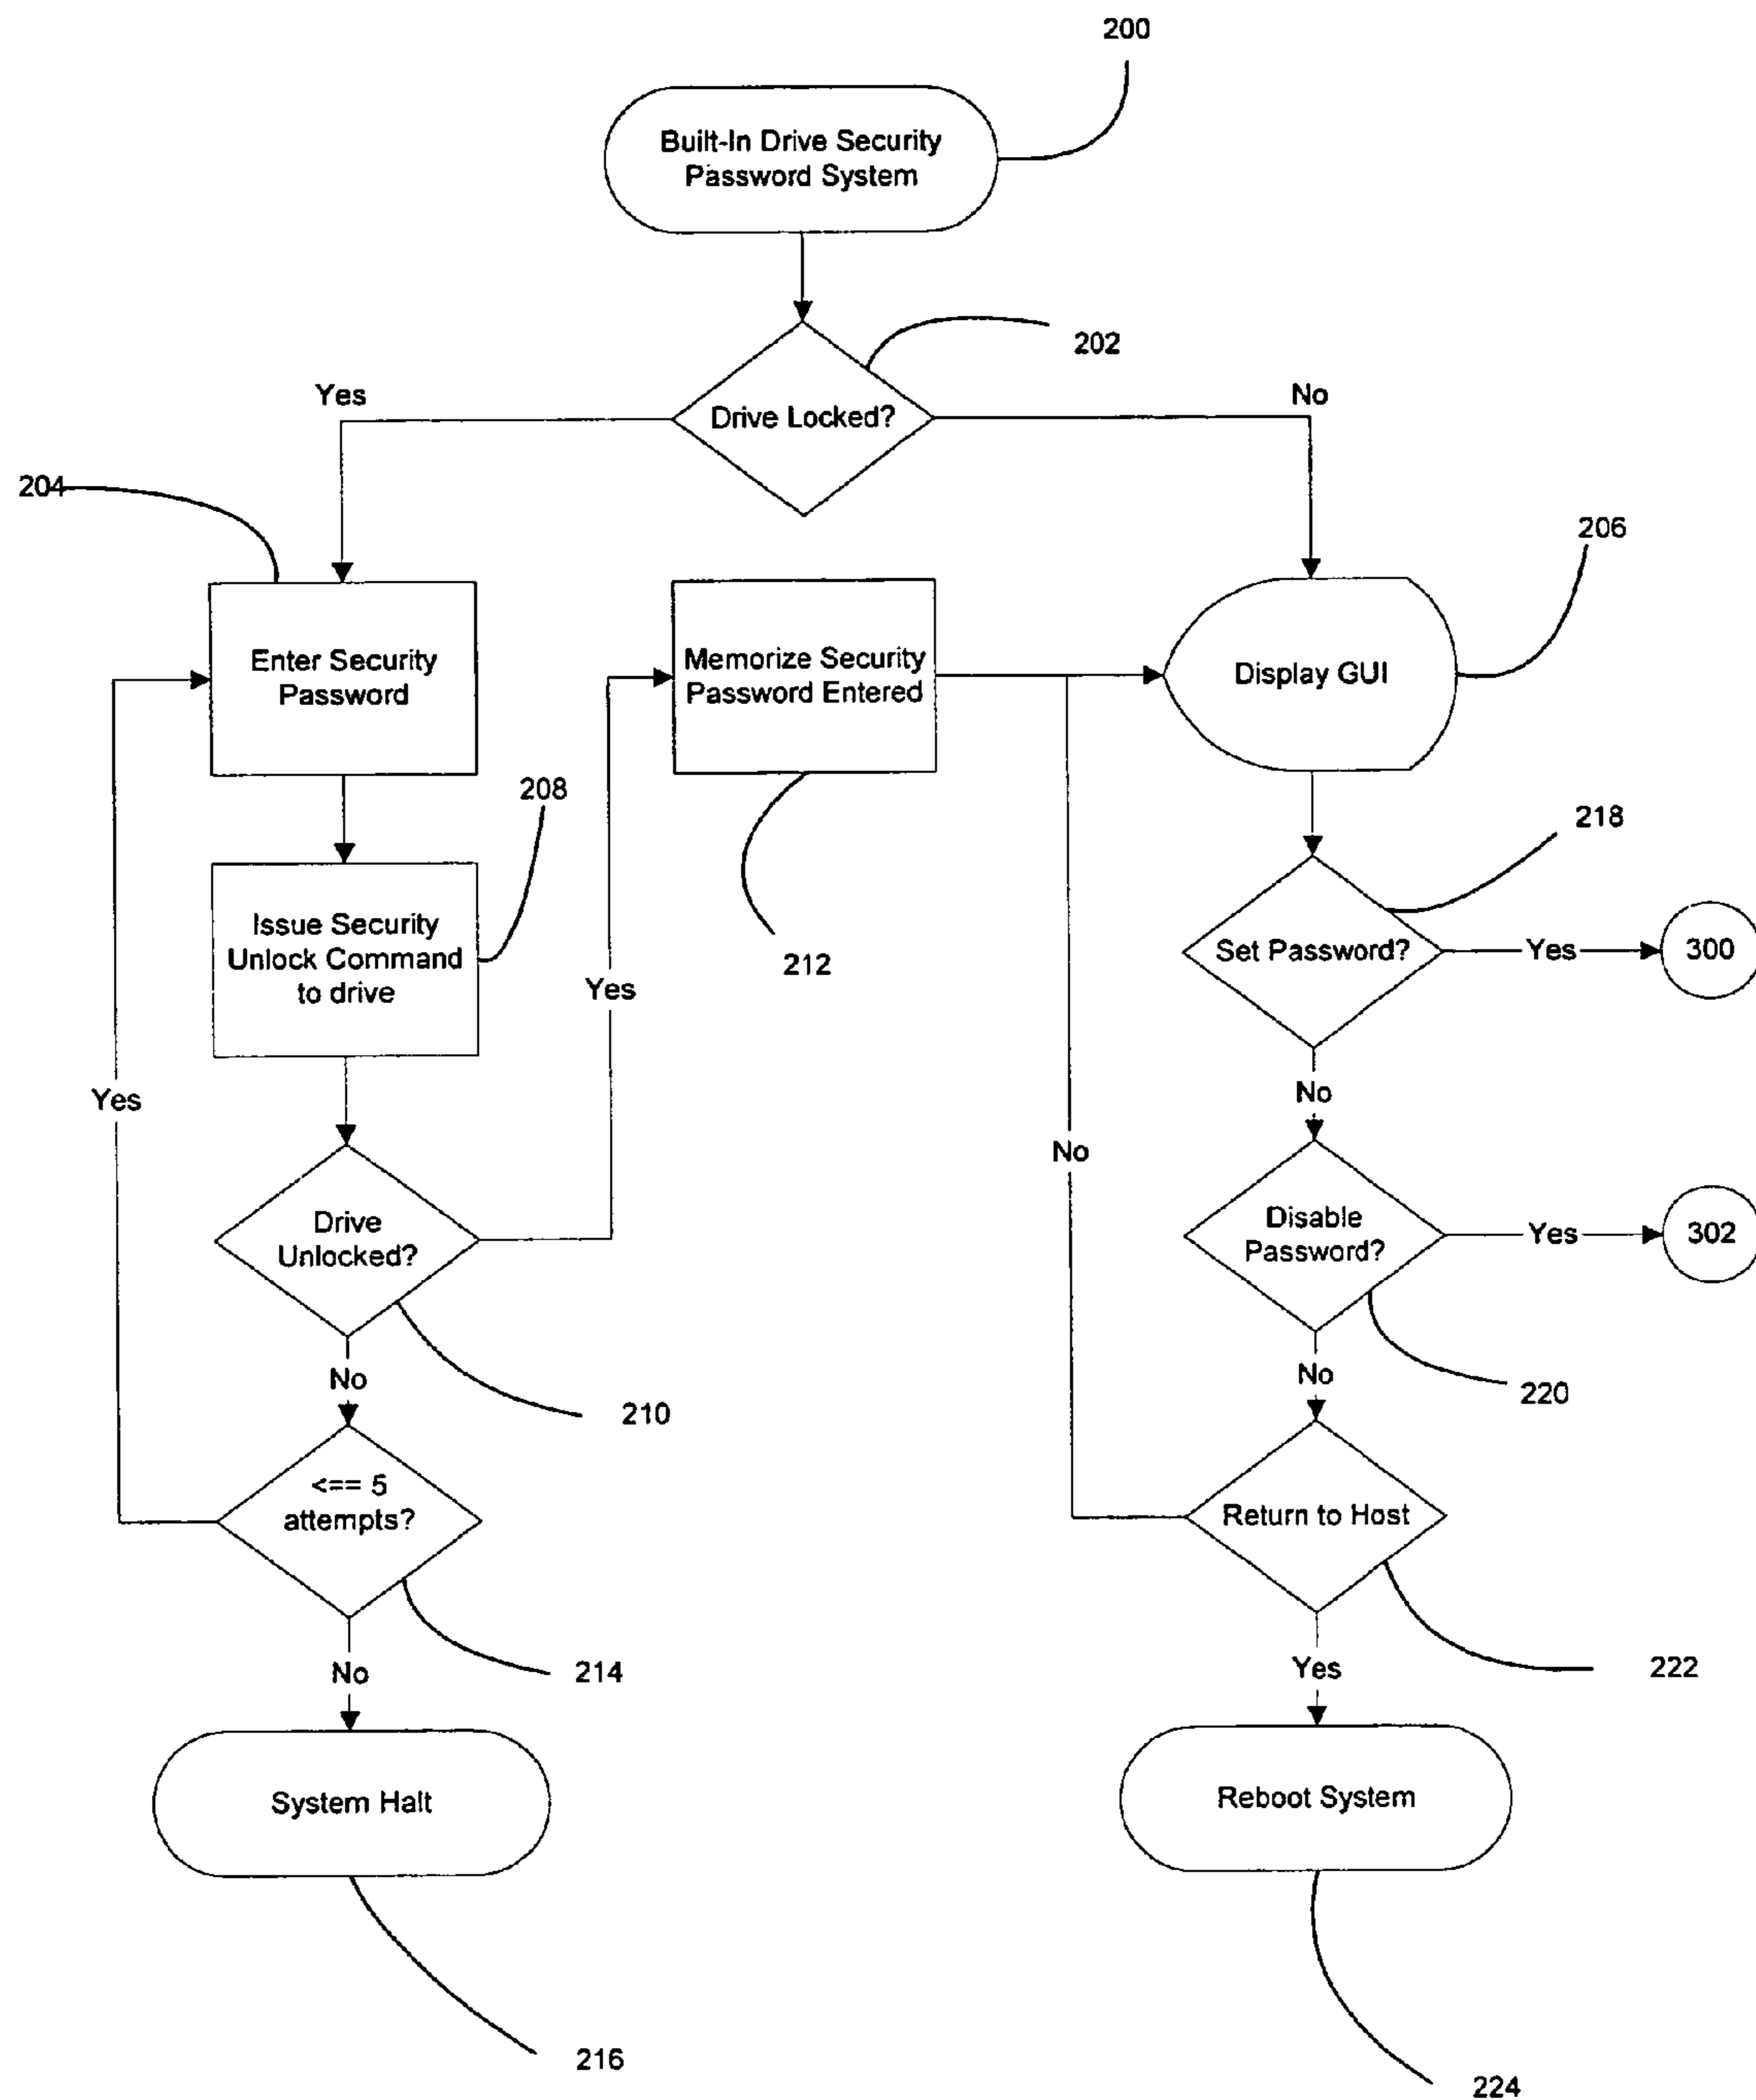 200
Built-In Drive Security
Password System
202
Yes
Drive Locked?
No
204
206
Enter Security
Password
Memorize Security
Password Entered
Display GUI
208
218
Issue Security
Unlock Command
to drive
212
Yes
Set Password?
Yes
300
Yes
No
No
Drive
Unlocked?
Disable
Password?
Yes
302
No
210
No
220
<== 5
attempts?
Return to Host
No
214
Yes
222
System Halt
Reboot System
216
224